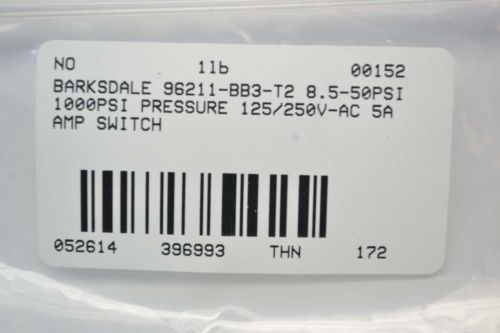 NO 1lb 00152
BARKSDALE 96211-BB3-T2 8.5-50PSI
1000PSI PRESSURE 125/250V-AC 5A
AMP SWITCH
052614 396993 THN 172